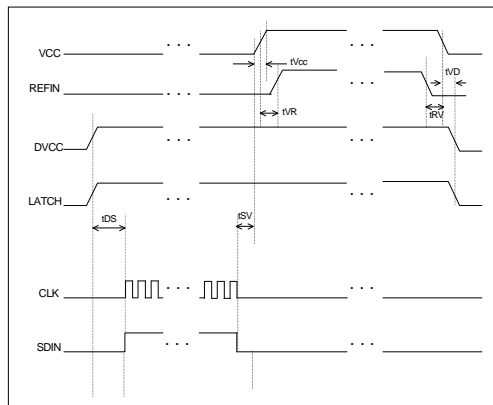 VCC
. . .
. . .
tVcc
tVD
REFIN
. . .
. . .
tVR
tRV
DVCC
. . .
. . .
LATCH
. . .
. . .
tDS
tSV
CLK
. . .
. . .
SDIN
. . .
. . .